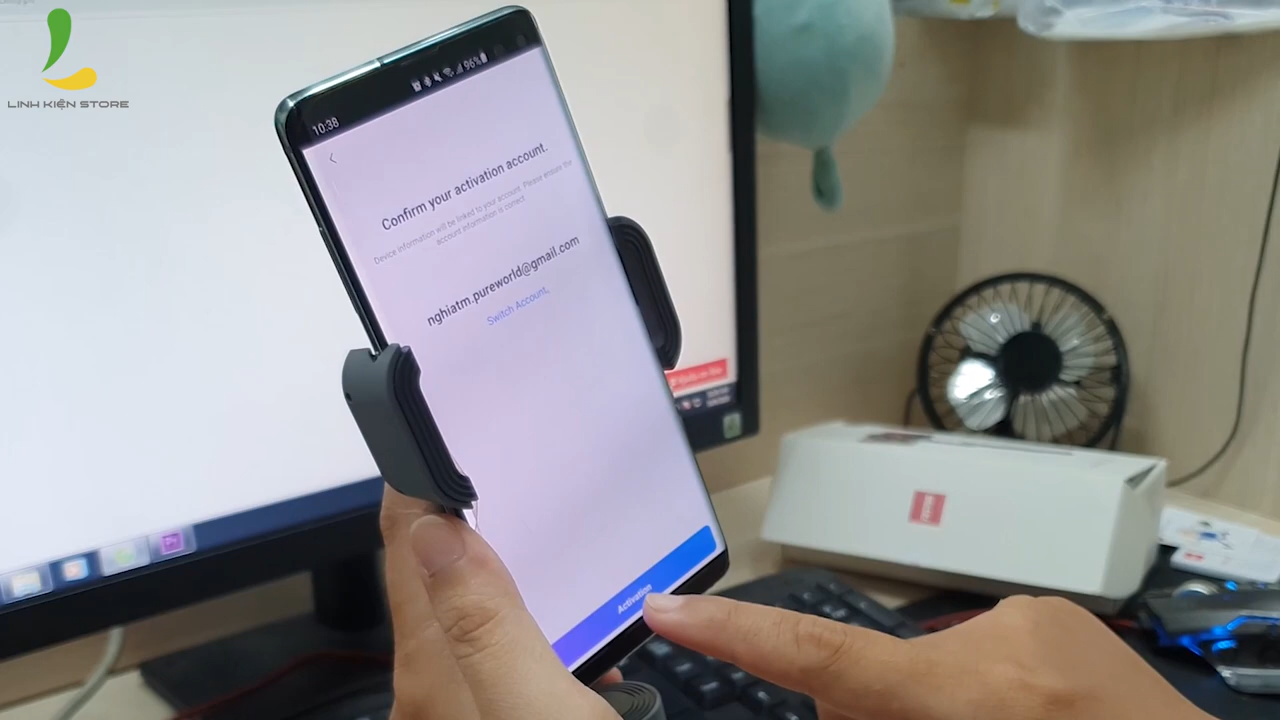 LINH KIỆN STORE
10:38
96%
Confirm your activation account.
Device information will be linked to your account. Please ensure the
account information is correct.
nghiatm.pureworld@gmail.com
Switch Account.
Activation